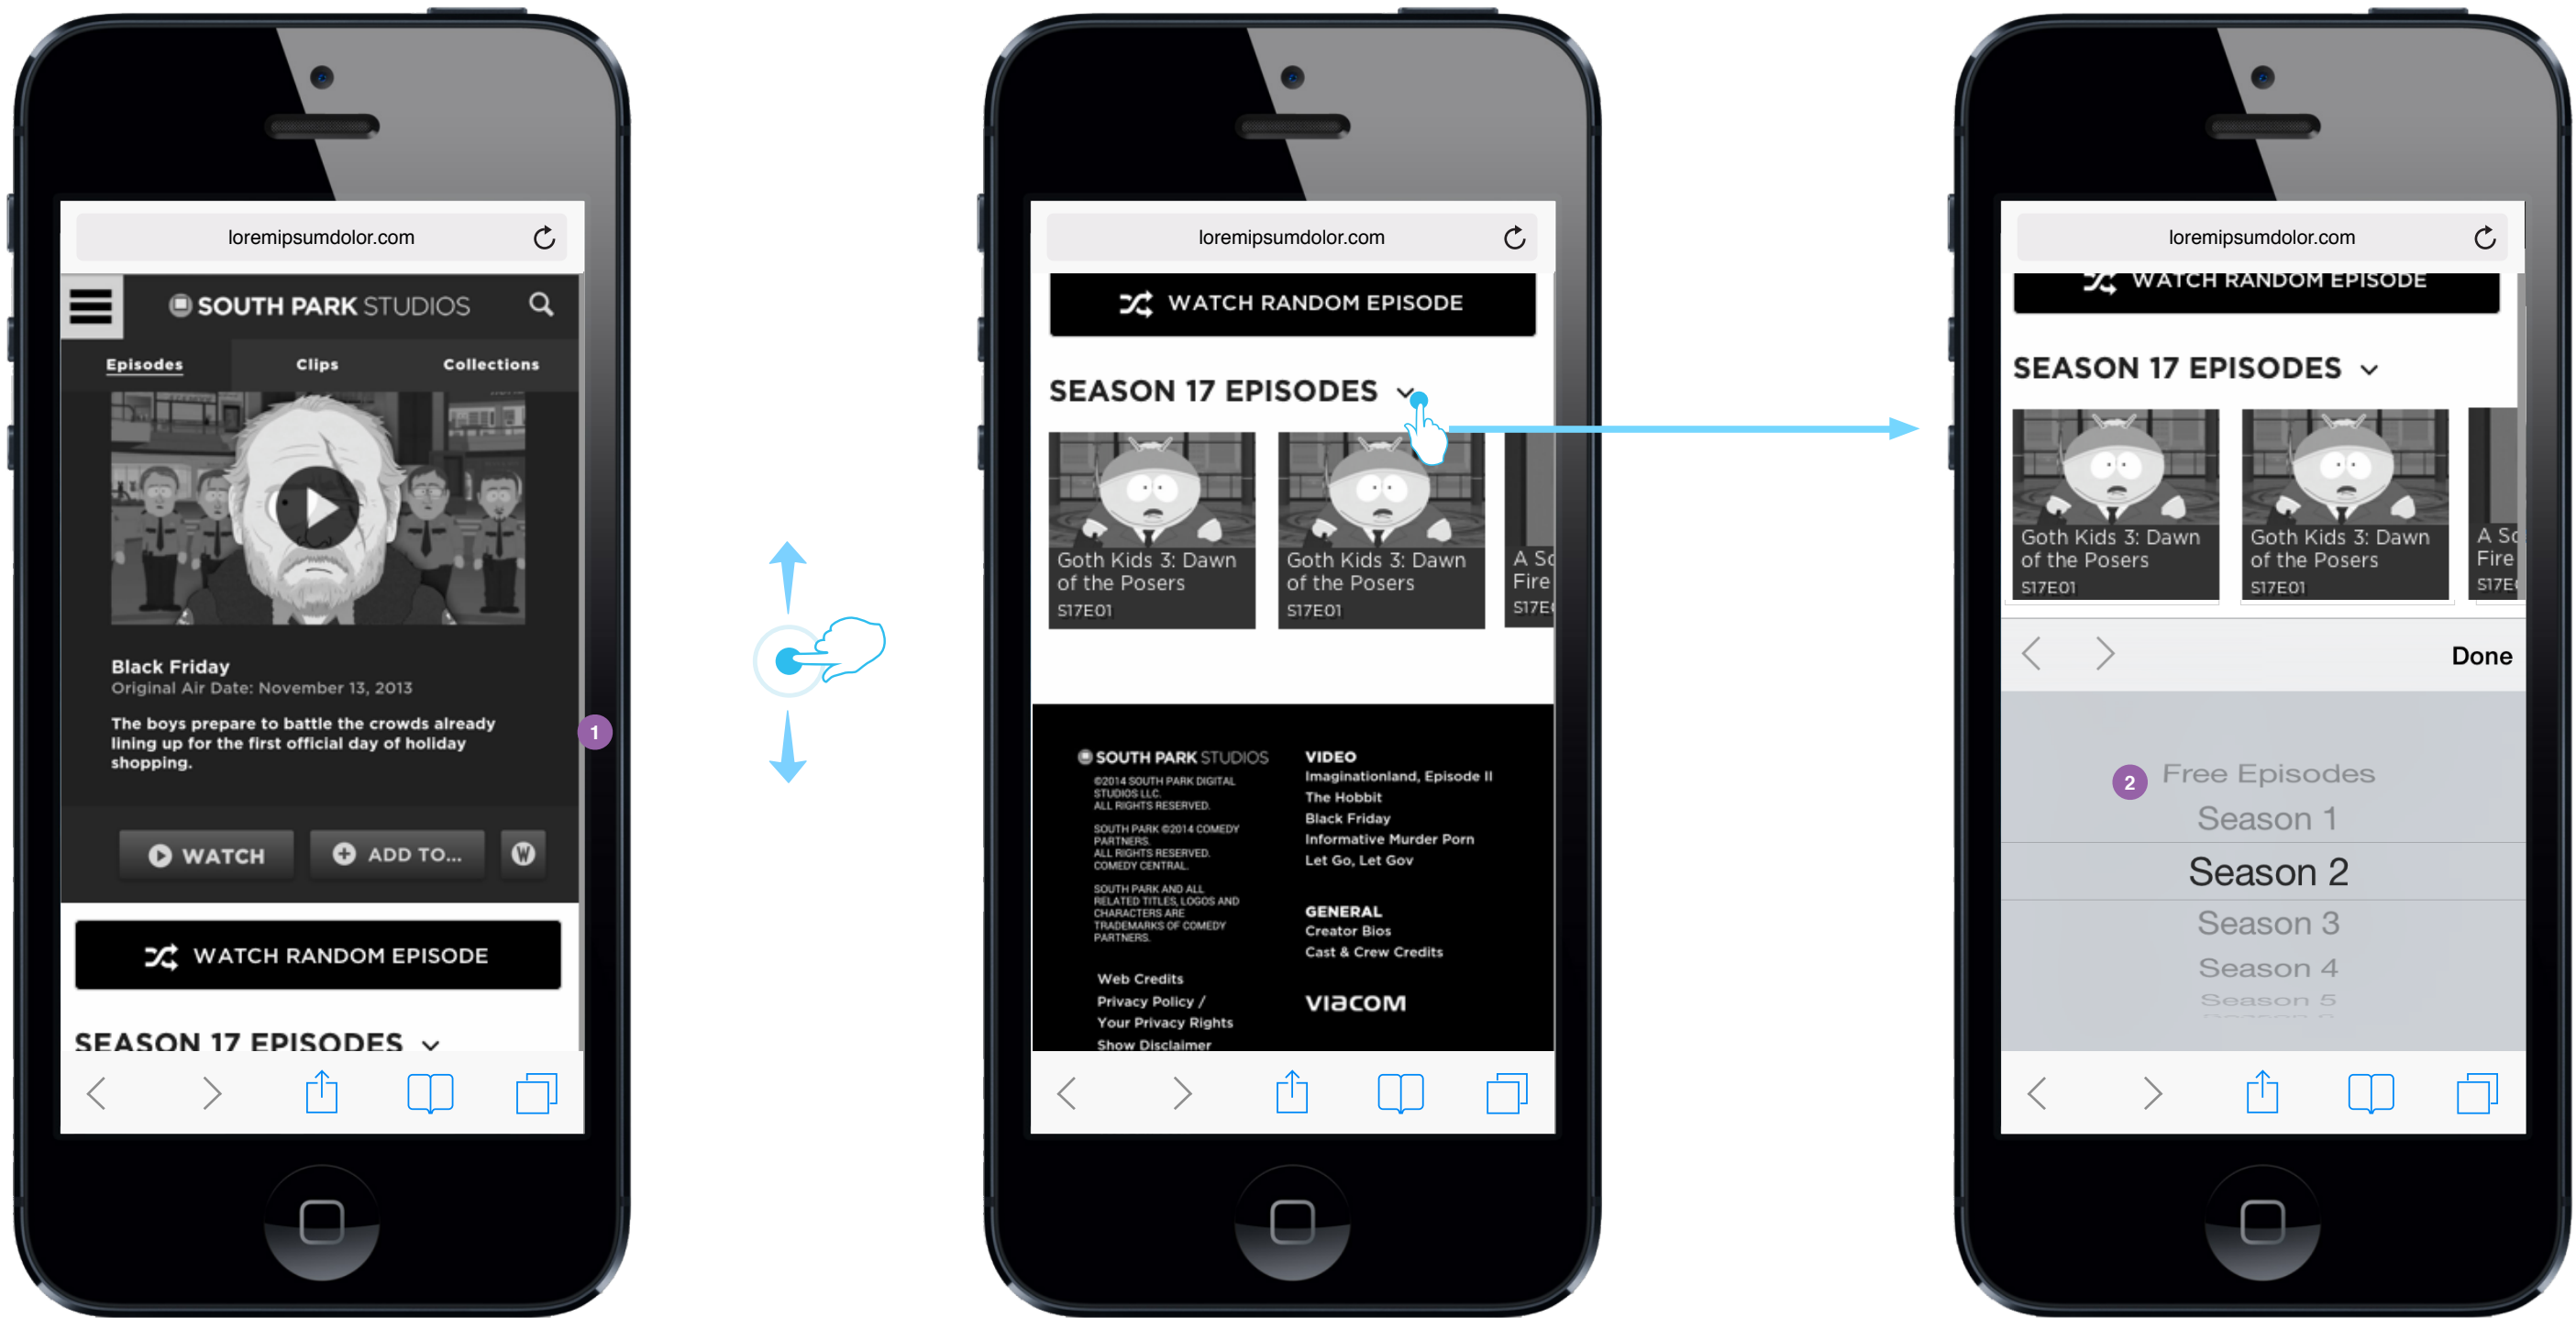 loremipsumdolor.com
SOUTH PARK STUDIOS
Episodes
Clips
Collections
Black Friday
Original Air Date: November 13, 2013
The boys prepare to battle the crowds already
lining up for the first official day of holiday
shopping.
1
WATCH
ADD TO...
W
WATCH RANDOM EPISODE
SEASON 17 EPISODES
loremipsumdolor.com
WATCH RANDOM EPISODE
SEASON 17 EPISODES
Goth Kids 3: Dawn
of the Posers
S17E01
Goth Kids 3: Dawn
of the Posers
S17E01
A
Fire
SOUTH PARK STUDIOS
©2014 SOUTH PARK DIGITAL
STUDIOS LLC.
ALL RIGHTS RESERVED.
SOUTH PARK ©2014 COMEDY
PARTNERS.
ALL RIGHTS RESERVED.
COMEDY CENTRAL.
SOUTH PARK AND ALL
RELATED TITLES, LOGOS AND
CHARACTERS ARE
TRADEMARKS OF COMEDY
PARTNERS.
Web Credits
Privacy Policy /
Your Privacy Rights
Show Disclaimer
VIDEO
Imaginationland, Episode II
The Hobbit
Black Friday
Informative Murder Porn
Let Go, Let Gov
GENERAL
Creator Bios
Cast & Crew Credits
VIACOM
loremipsumdolor.com
WATCH RANDOM EPISODE
SEASON 17 EPISODES
Goth Kids 3: Dawn
of the Posers
S17E01
Goth Kids 3: Dawn
of the Posers
S17E01
A
Fire
Done
2
Free Episodes
Season 1
Season 2
Season 3
Season 4
Season 5